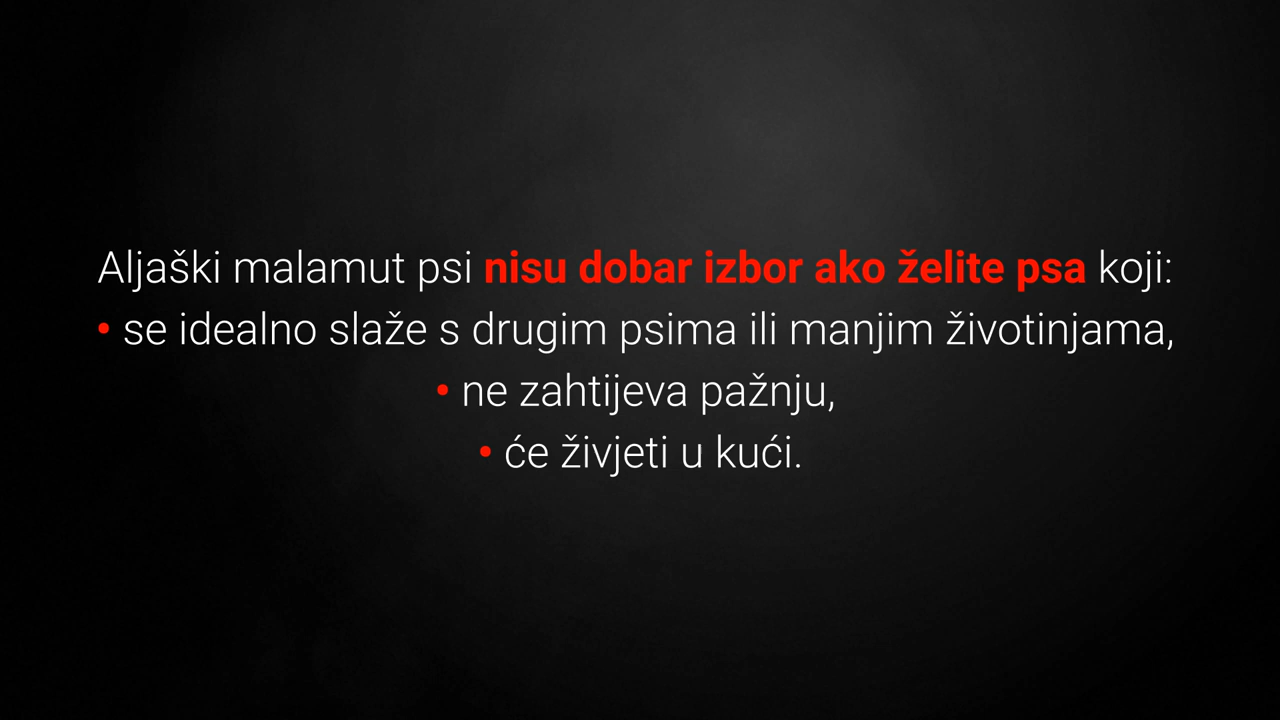 Aljaški malamut psi nisu dobar izbor ako želite psa koji:
• se idealno slaže s drugim psima ili manjim životinjama,
• ne zahtijeva pažnju,
• će živjeti u kući.